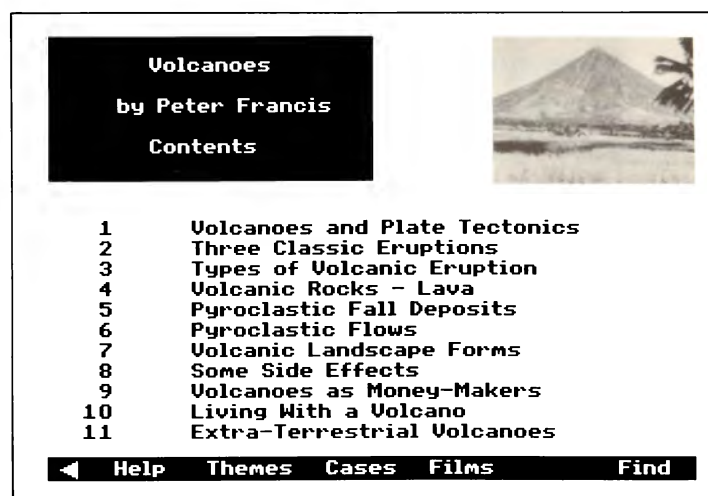 Volcanoes
by Peter Francis
Contents
1 Volcanoes and Plate Tectonics
2 Three Classic Eruptions
3 Types of Volcanic Eruption
4 Volcanic Rocks - Lava
5 Pyroclastic Fall Deposits
6 Pyroclastic Flows
7 Volcanic Landscape Forms
8 Some Side Effects
9 Volcanoes as Money-Makers
10 Living With a Volcano
11 Extra-Terrestrial Volcanoes
Help Themes Cases Films Find